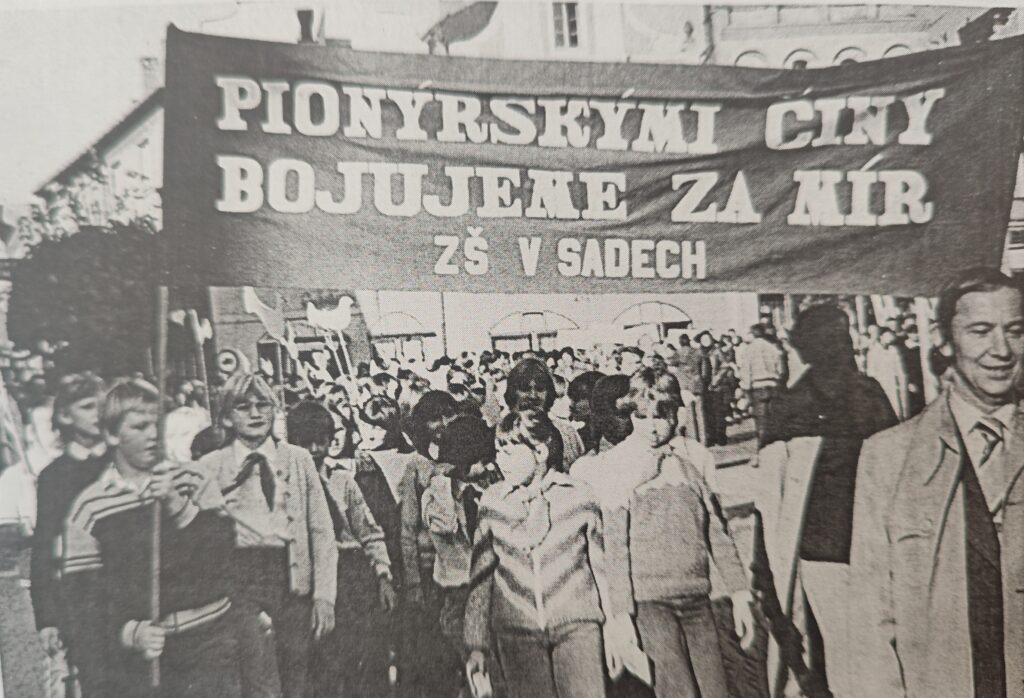 PIONÝRSKÝMI ČINY
BOJUJEME ZA MÍR
ZŠ V SADECH